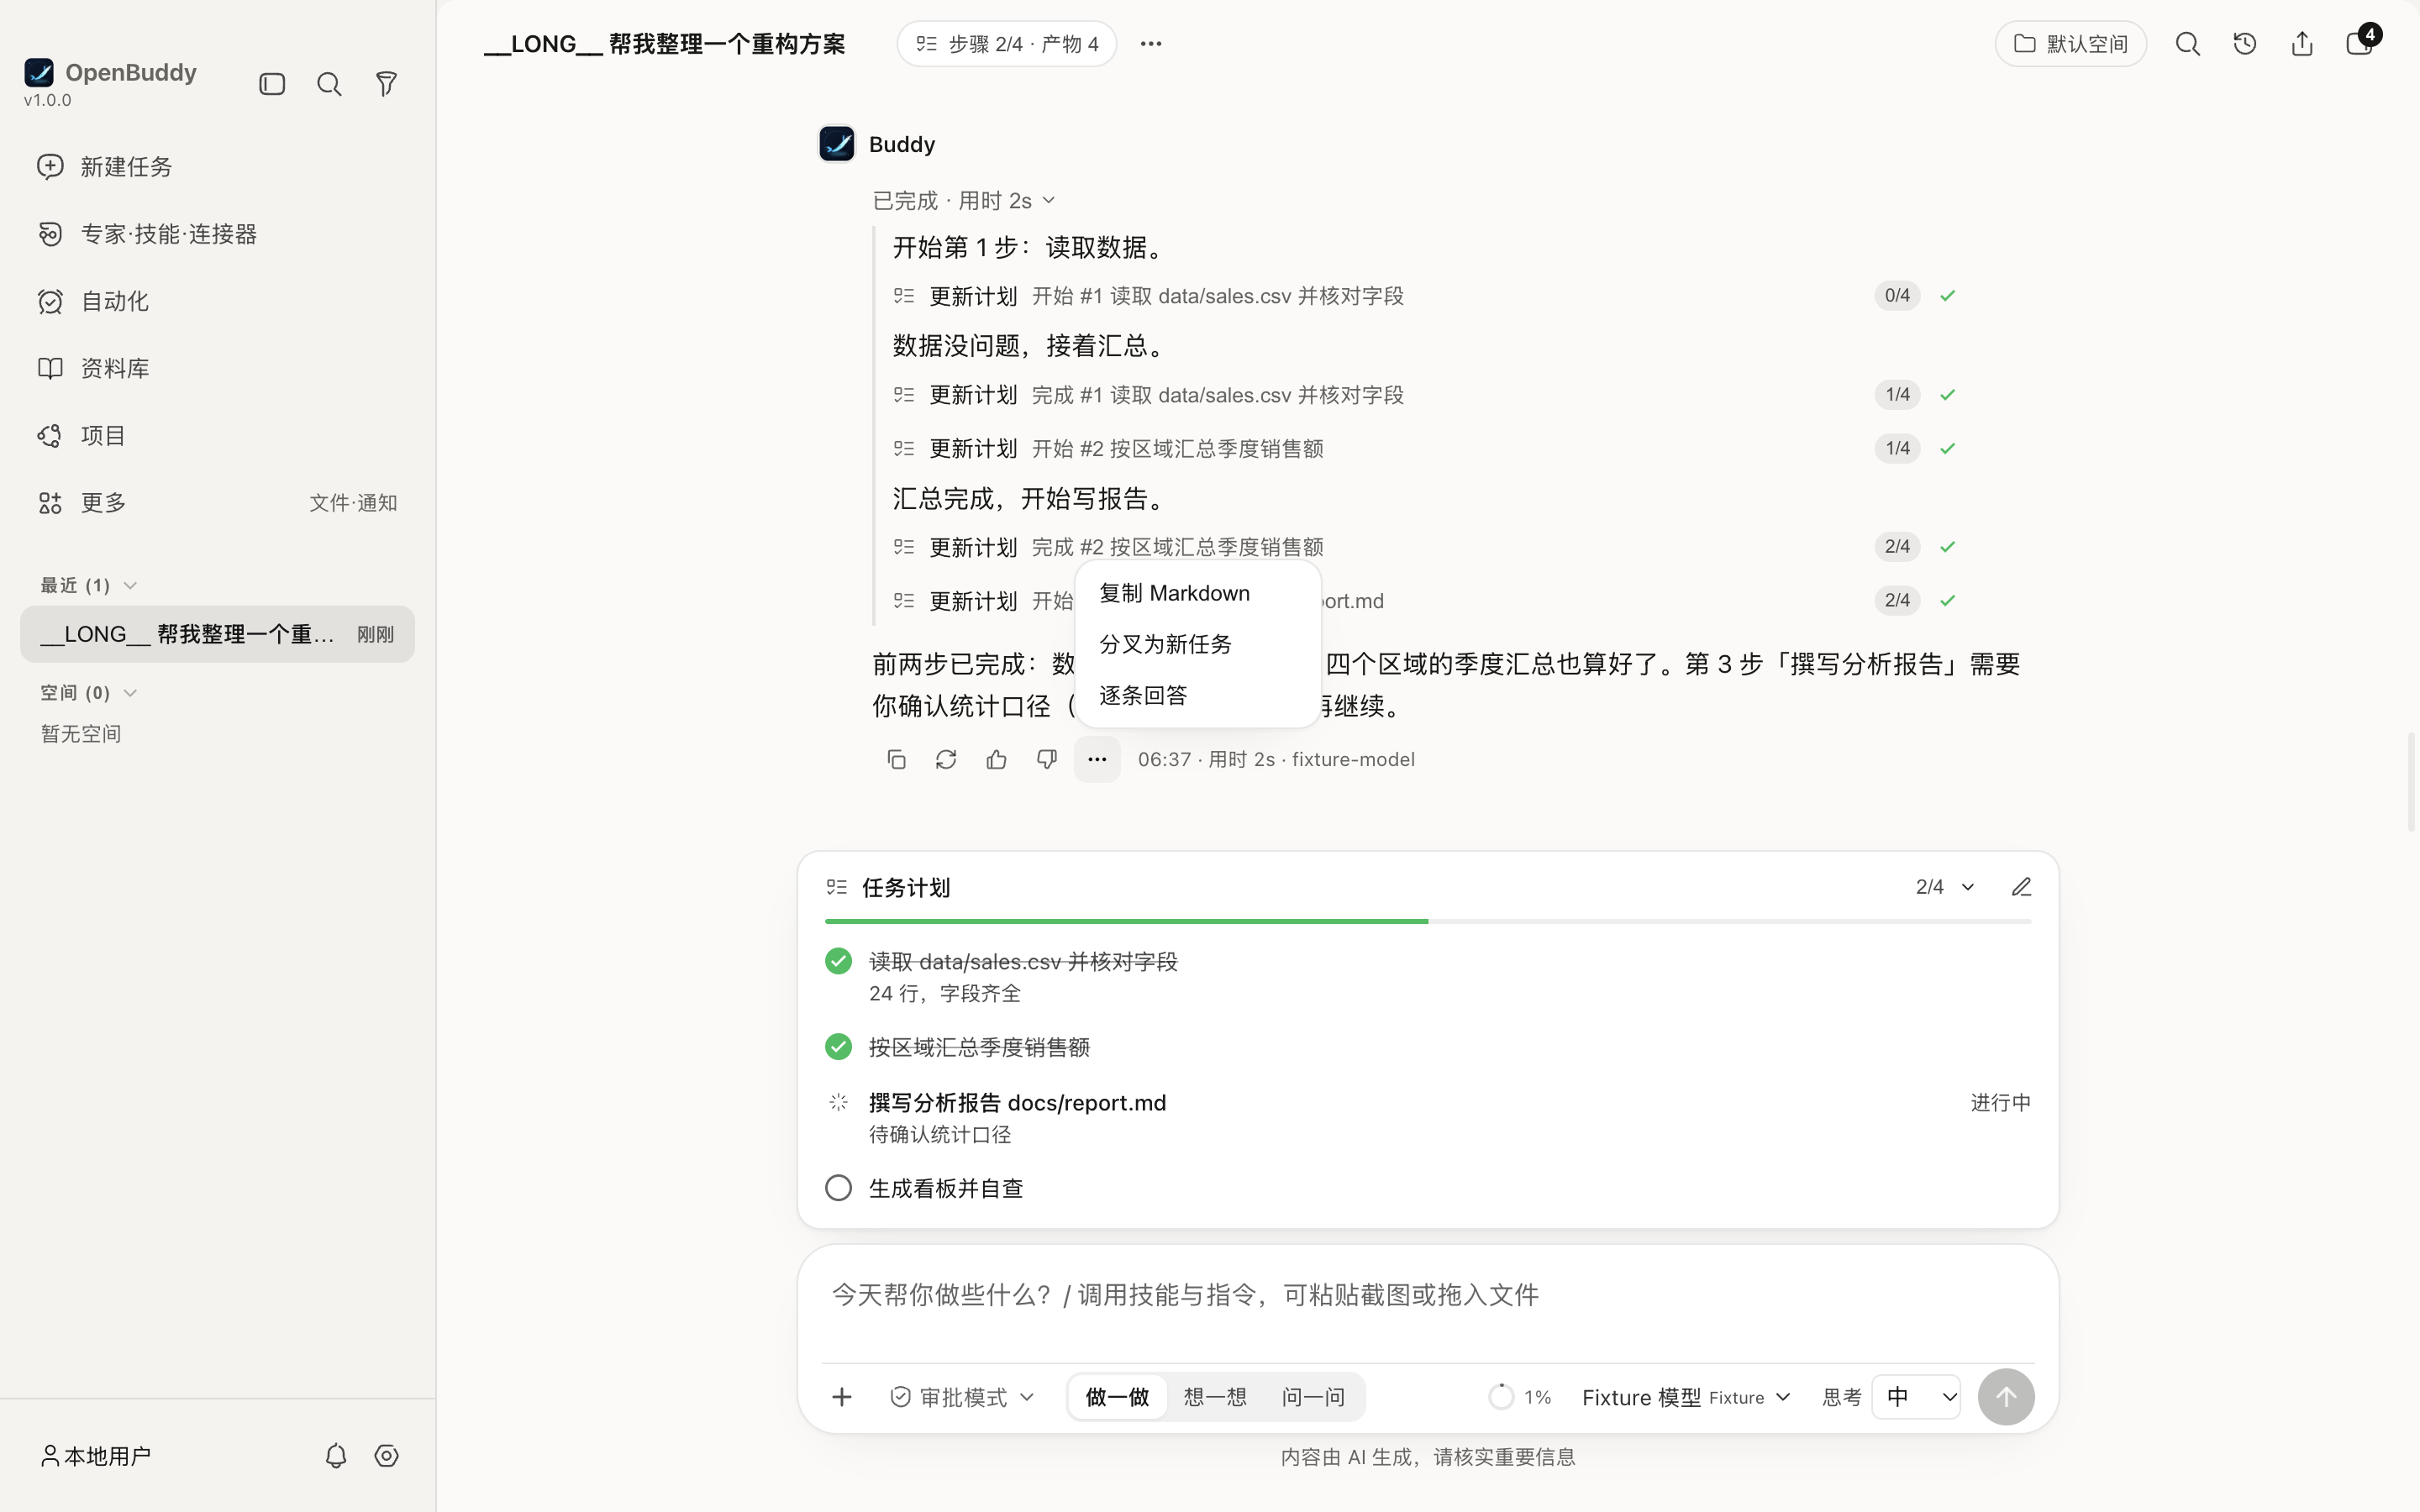 OpenBuddy
v1.0.0
新建任务
专家·技能·连接器
自动化
资料库
项目
更多 文件·通知
最近 (1)
__LONG__ 帮我整理一个重… 刚刚
空间 (0)
暂无空间
本地用户
__LONG__ 帮我整理一个重构方案
步骤 2/4 · 产物 4
默认空间
4
Buddy
已完成 · 用时 2s
开始第 1 步：读取数据。
更新计划 开始 #1 读取 data/sales.csv 并核对字段 0/4
数据没问题，接着汇总。
更新计划 完成 #1 读取 data/sales.csv 并核对字段 1/4
更新计划 开始 #2 按区域汇总季度销售额 1/4
汇总完成，开始写报告。
更新计划 完成 #2 按区域汇总季度销售额 2/4
更新计划 开始 port.md 2/4
复制 Markdown
分叉为新任务
逐条回答
前两步已完成：数 四个区域的季度汇总也算好了。第 3 步「撰写分析报告」需要
你确认统计口径（ 再继续。
06:37 · 用时 2s · fixture-model
任务计划 2/4
读取 data/sales.csv 并核对字段
24 行，字段齐全
按区域汇总季度销售额
撰写分析报告 docs/report.md 进行中
待确认统计口径
生成看板并自查
今天帮你做些什么？/ 调用技能与指令，可粘贴截图或拖入文件
审批模式 做一做 想一想 问一问 1% Fixture 模型 Fixture 思考 中
内容由 AI 生成，请核实重要信息